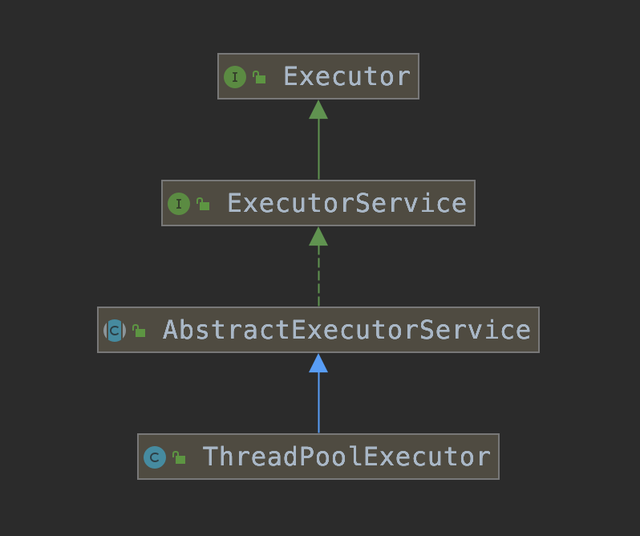 I Executor
I ExecutorService
C AbstractExecutorService
C ThreadPoolExecutor